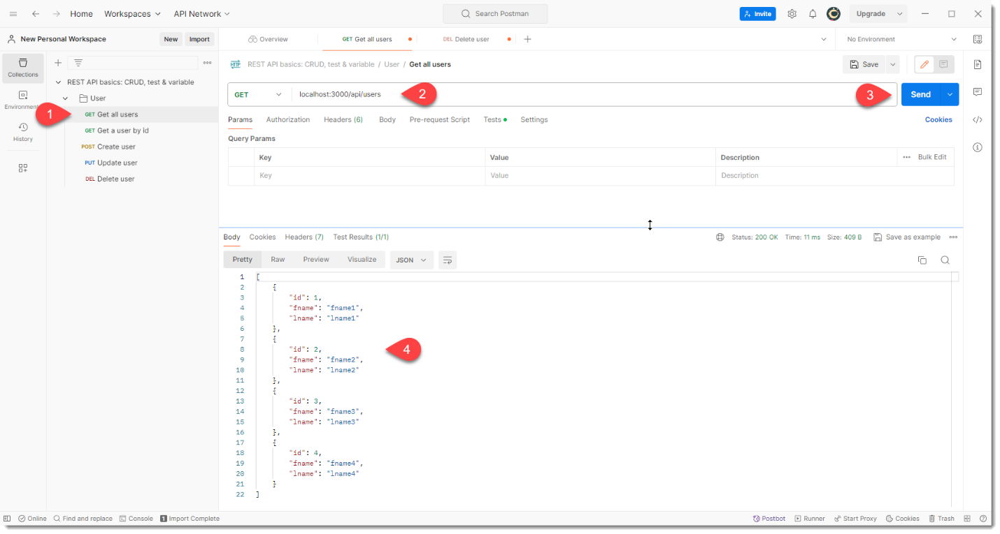 Home Workspaces API Network Search Postman Invite Upgrade
New Personal Workspace New Import Overview GET Get all users DEL Delete user No Environment
Collections
Environments
History
REST API basics: CRUD, test & variable
User
GET Get all users
GET Get a user by id
POST Create user
PUT Update user
DEL Delete user
1
HTTP REST API basics: CRUD, test & variable / User / Get all users Save
GET localhost:3000/api/users 2 3 Send
Params Authorization Headers (6) Body Pre-request Script Tests Settings Cookies
Query Params
Key Value Description Bulk Edit
Key Value Description
Body Cookies Headers (7) Test Results (1/1) Status: 200 OK Time: 11 ms Size: 409 B Save as example
Pretty Raw Preview Visualize JSON
1 [
2 {
3 "id": 1,
4 "fname": "fname1",
5 "lname": "lname1"
6 },
7 {
8 "id": 2, 4
9 "fname": "fname2",
10 "lname": "lname2"
11 },
12 {
13 "id": 3,
14 "fname": "fname3",
15 "lname": "lname3"
16 },
17 {
18 "id": 4,
19 "fname": "fname4",
20 "lname": "lname4"
21 }
22 ]
Online Find and replace Console 1 Import Complete Postbot Runner Start Proxy Cookies Trash